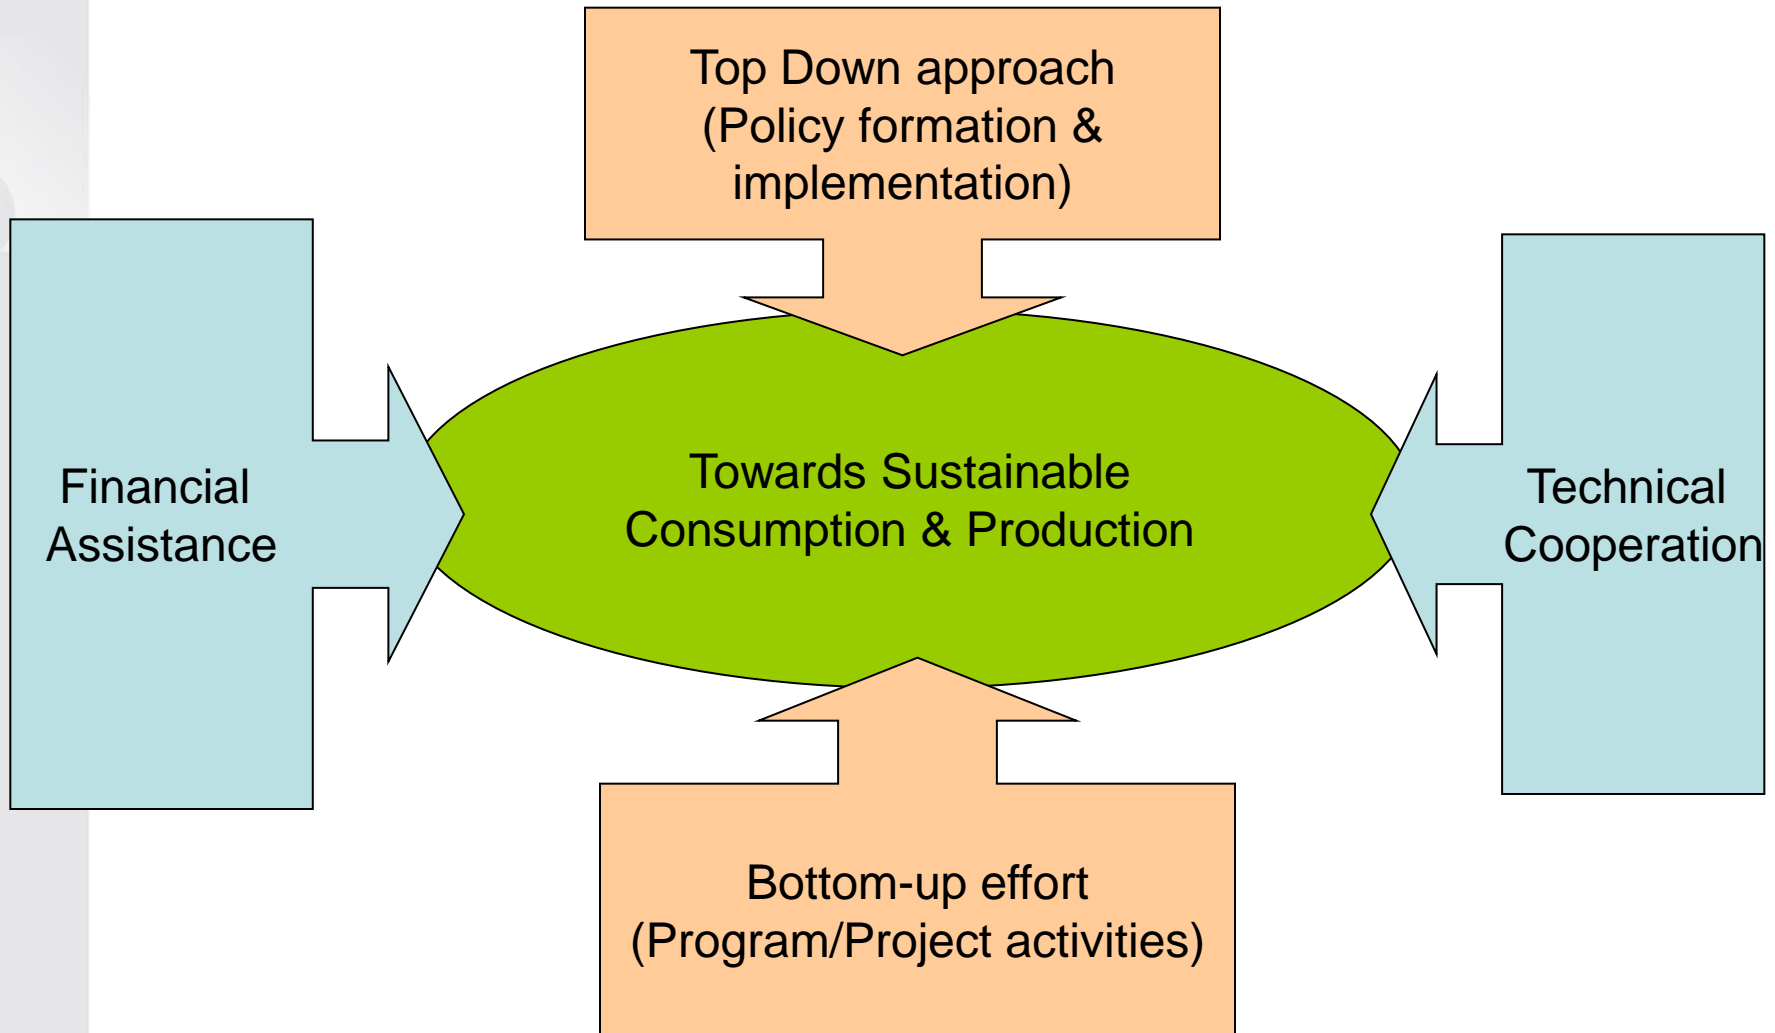 Top Down approach
(Policy formation &
implementation)
Financial
Assistance
Towards Sustainable
Consumption & Production
Technical
Cooperation
Bottom-up effort
(Program/Project activities)